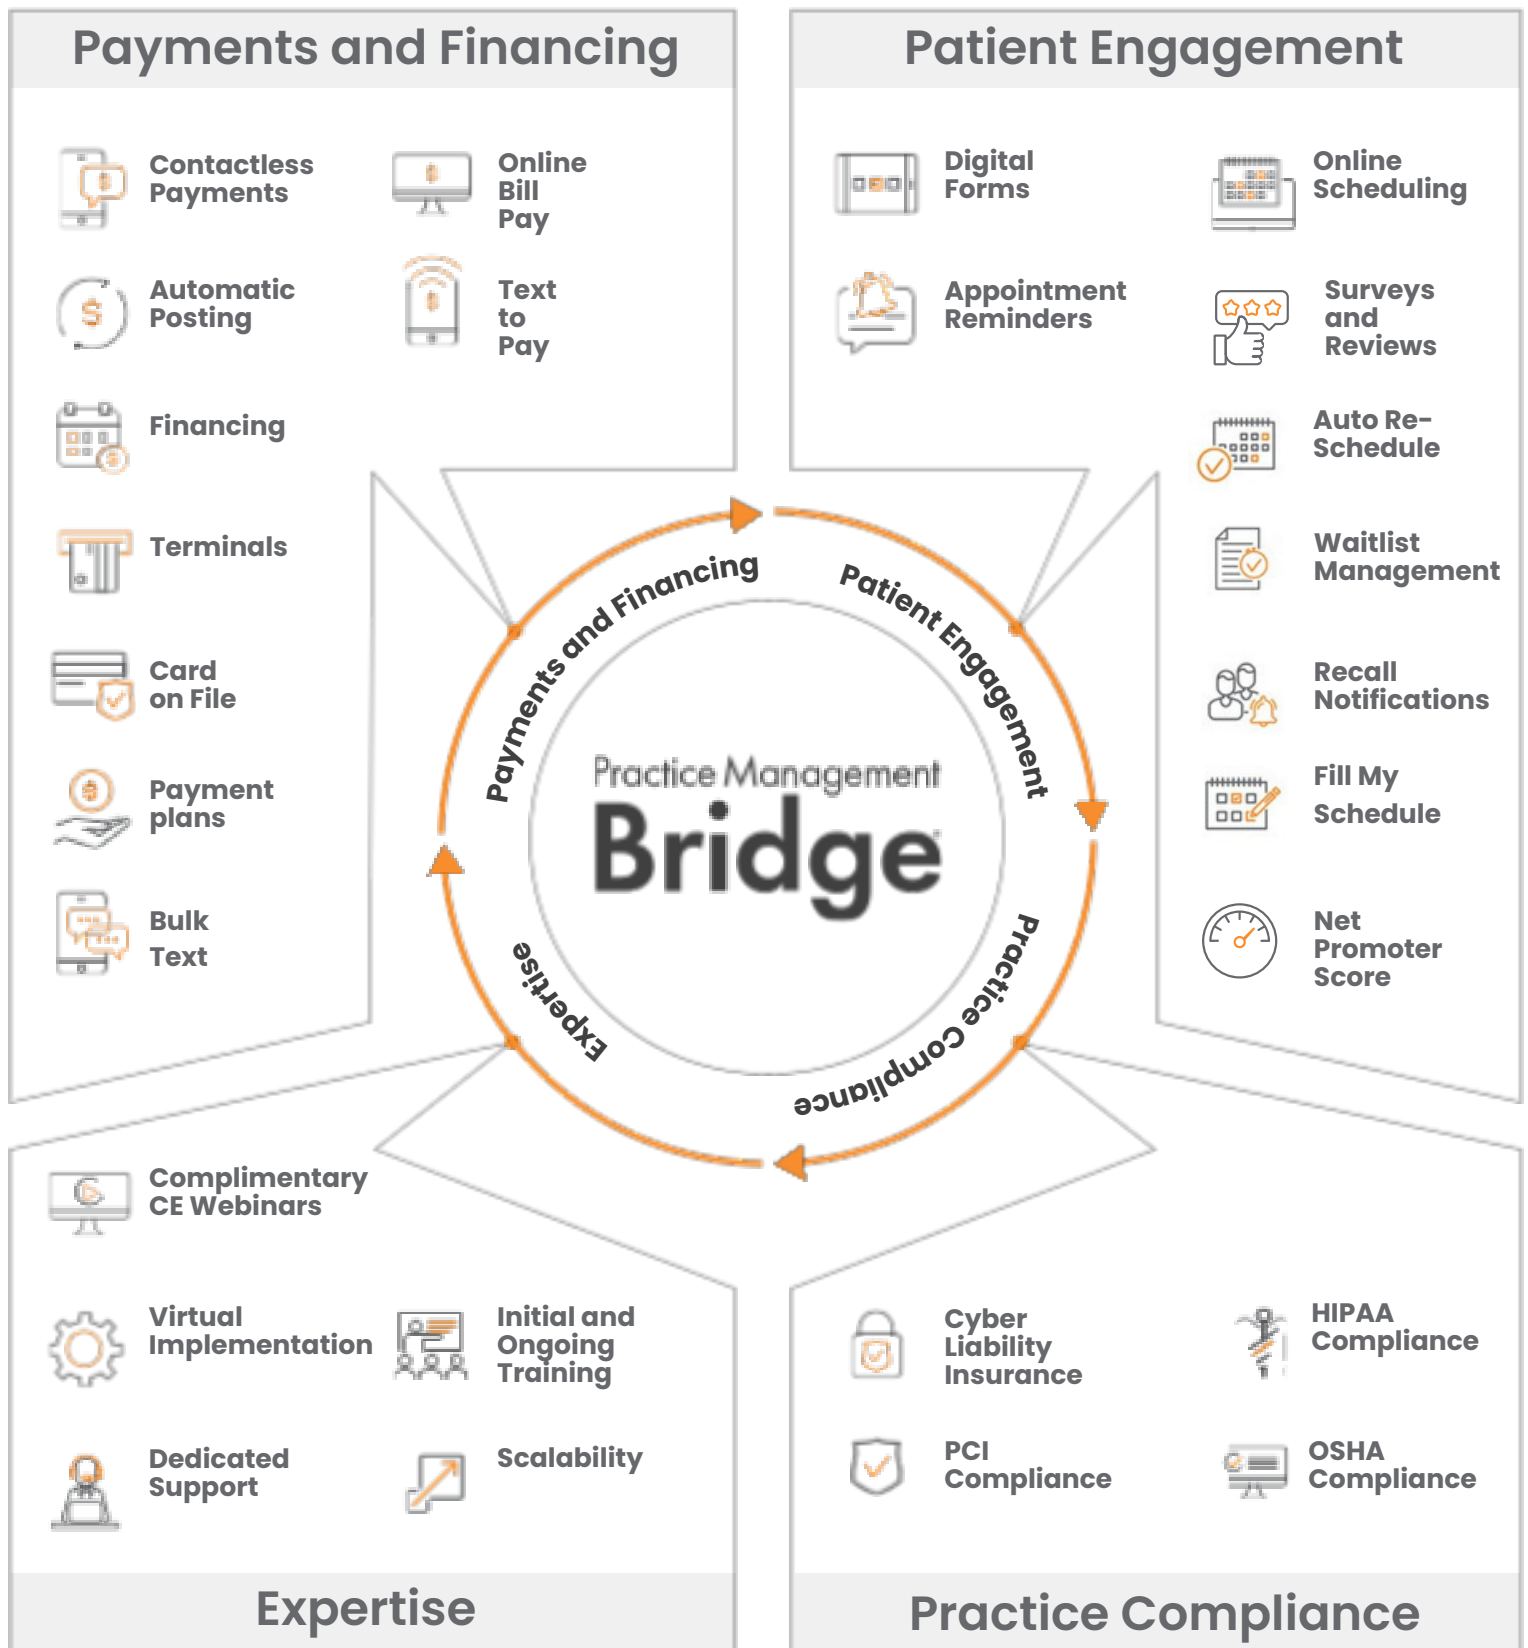 Payments and Financing
Contactless
Payments
Online
Bill
Pay
Automatic
Posting
Text
to
Pay
Financing
Terminals
Card
on File
Payment
plans
Bulk
Text
Patient Engagement
Digital
Forms
Online
Scheduling
Appointment
Reminders
Surveys
and
Reviews
Auto Re-
Schedule
Waitlist
Management
Recall
Notifications
Fill My
Schedule
Net
Promoter
Score
Payments and Financing
Patient Engagement
Practice Compliance
Expertise
Practice Management
Bridge
Complimentary
CE Webinars
Virtual
Implementation
Initial and
Ongoing
Training
Dedicated
Support
Scalability
Expertise
Cyber
Liability
Insurance
HIPAA
Compliance
PCI
Compliance
OSHA
Compliance
Practice Compliance